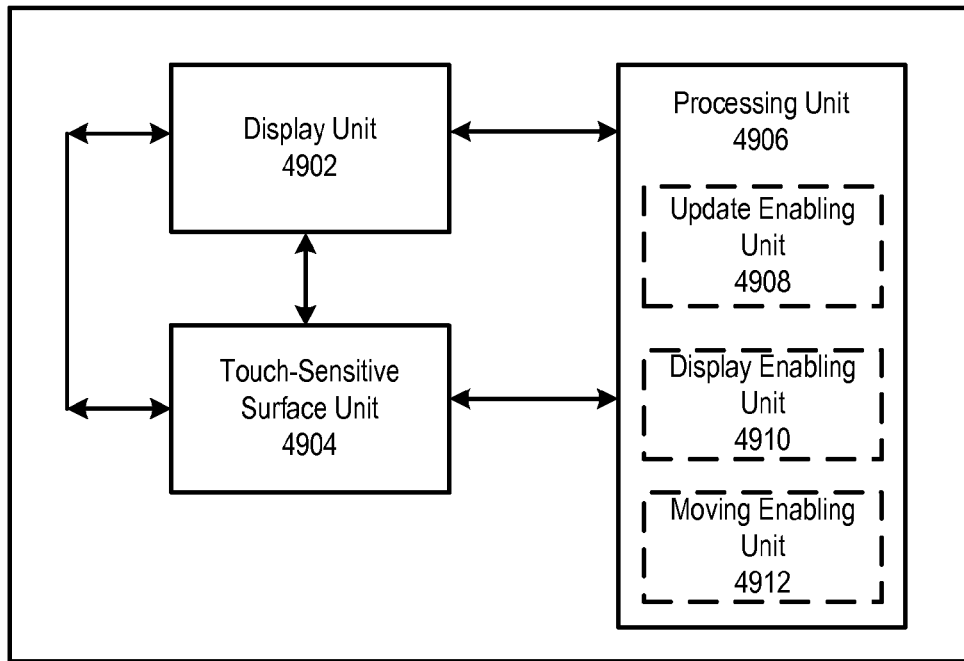 Display Unit
4902
Touch-Sensitive
Surface Unit
4904
Processing Unit
4906
Update Enabling
Unit
4908
Display Enabling
Unit
4910
Moving Enabling
Unit
4912